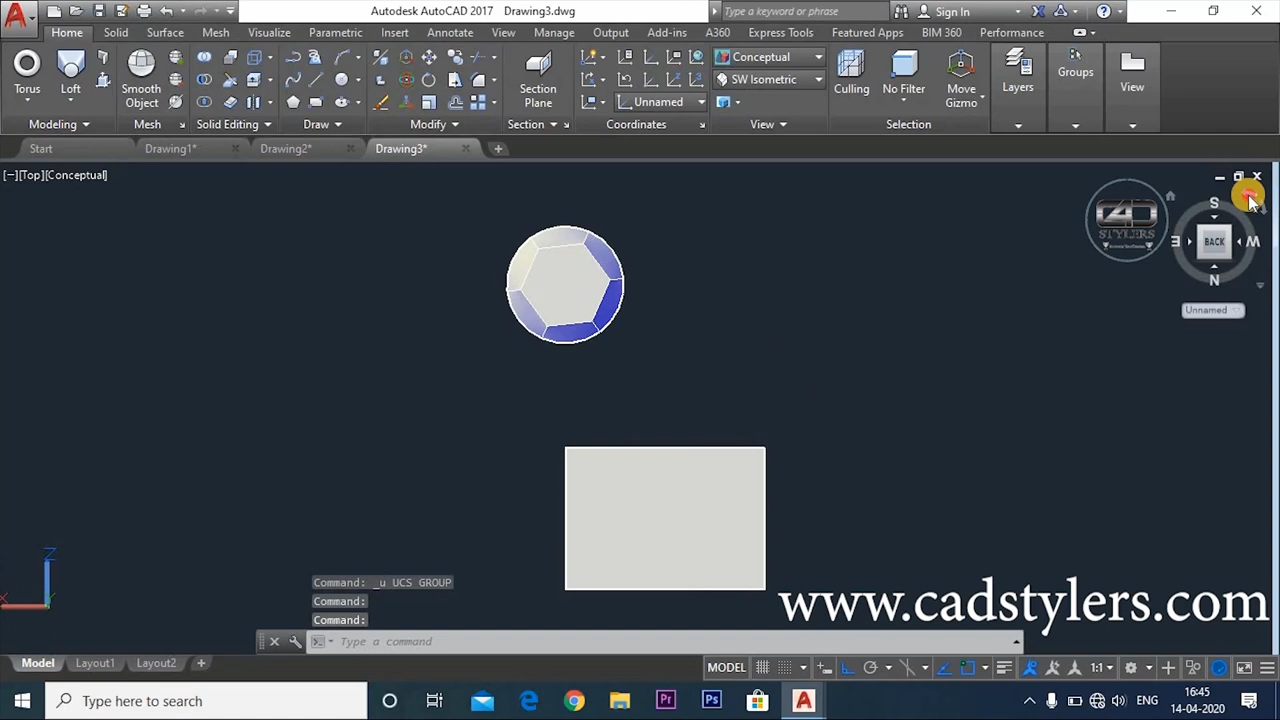 Autodesk AutoCAD 2017 Drawing3.dwg
Type a keyword or phrase
Sign In
Home Solid Surface Mesh Visualize Parametric Insert Annotate View Manage Output Add-ins A360 Express Tools Featured Apps BIM 360 Performance
Torus Loft Smooth Object Section Plane Conceptual SW Isometric Unnamed Culling No Filter Move Gizmo Layers Groups View
Modeling Mesh Solid Editing Draw Modify Section Coordinates View Selection
Start Drawing1* Drawing2* Drawing3*
[−][Top][Conceptual]
S
STYLERS
E BACK W
N
Unnamed
Z
X
Command: _u UCS GROUP
Command:
Command:
www.cadstylers.com
Type a command
Model Layout1 Layout2 MODEL 1:1
Type here to search
Pr Ps
ENG
16:45
14-04-2020